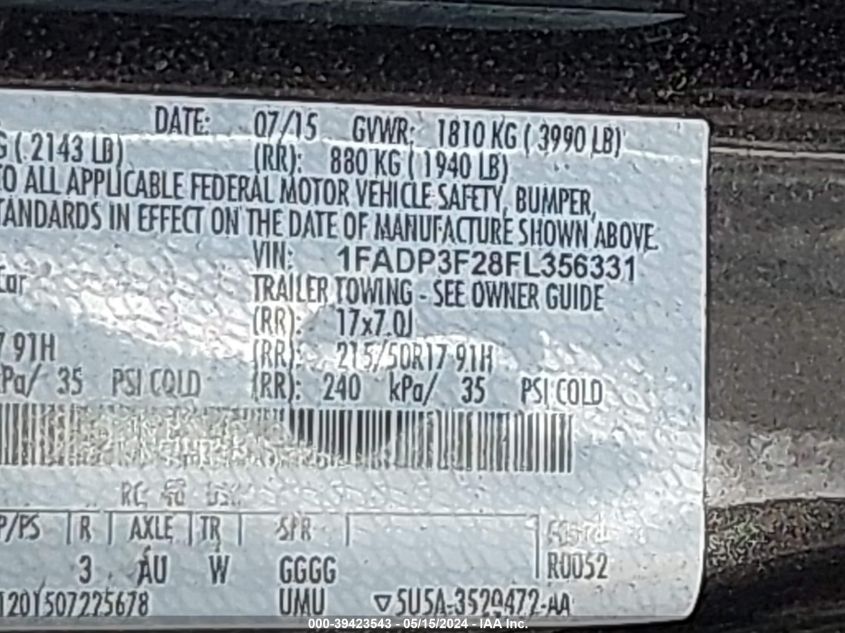 DATE: 07/15 GVWR: 1810 KG ( 3990 LB)
G ( 2143 LB) (RR): 880 KG ( 1940 LB)
TO ALL APPLICABLE FEDERAL MOTOR VEHICLE SAFETY, BUMPER,
TANDARDS IN EFFECT ON THE DATE OF MANUFACTURE SHOWN ABOVE.
VIN: 1FADP3F28FL356331
Car TRAILER TOWING - SEE OWNER GUIDE
(RR): 17x7.0J
7 91H (RR): 215/50R17 91H
kPa/ 35 PSI COLD (RR): 240 kPa/ 35 PSI COLD
P/PS R AXLE TR SPR
3 AU W GGGG R0052
1201507225678 UMU ▽5U5A-3520472-AA
000-39423543 - 05/15/2024 - IAA Inc.